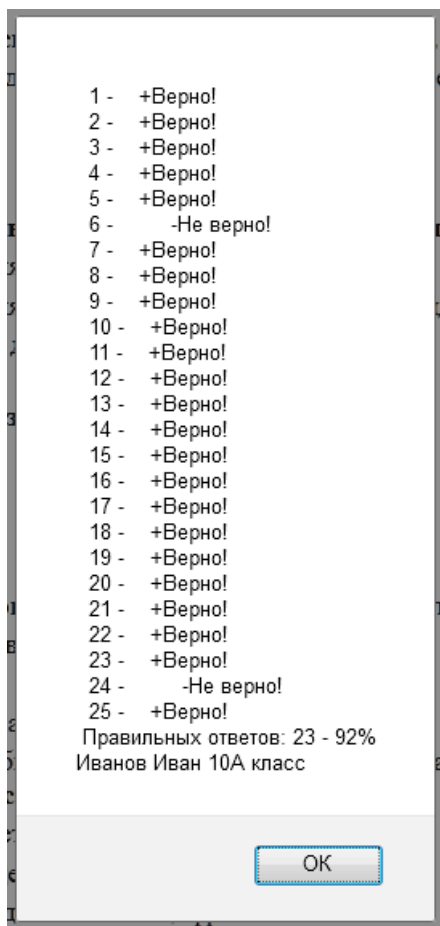 1 - +Верно!
2 - +Верно!
3 - +Верно!
4 - +Верно!
5 - +Верно!
6 - -Не верно!
7 - +Верно!
8 - +Верно!
9 - +Верно!
10 - +Верно!
11 - +Верно!
12 - +Верно!
13 - +Верно!
14 - +Верно!
15 - +Верно!
16 - +Верно!
17 - +Верно!
18 - +Верно!
19 - +Верно!
20 - +Верно!
21 - +Верно!
22 - +Верно!
23 - +Верно!
24 - -Не верно!
25 - +Верно!
Правильных ответов: 23 - 92%
Иванов Иван 10А класс
ОК